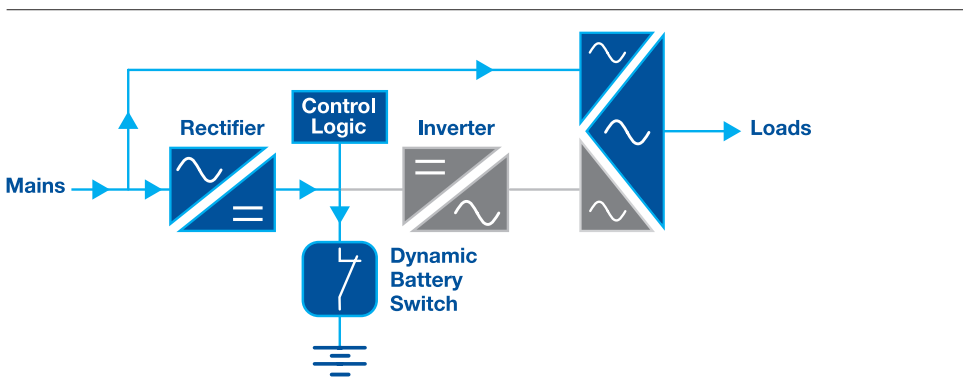 Control
Logic
Rectifier
Inverter
Loads
Mains
Dynamic
Battery
Switch